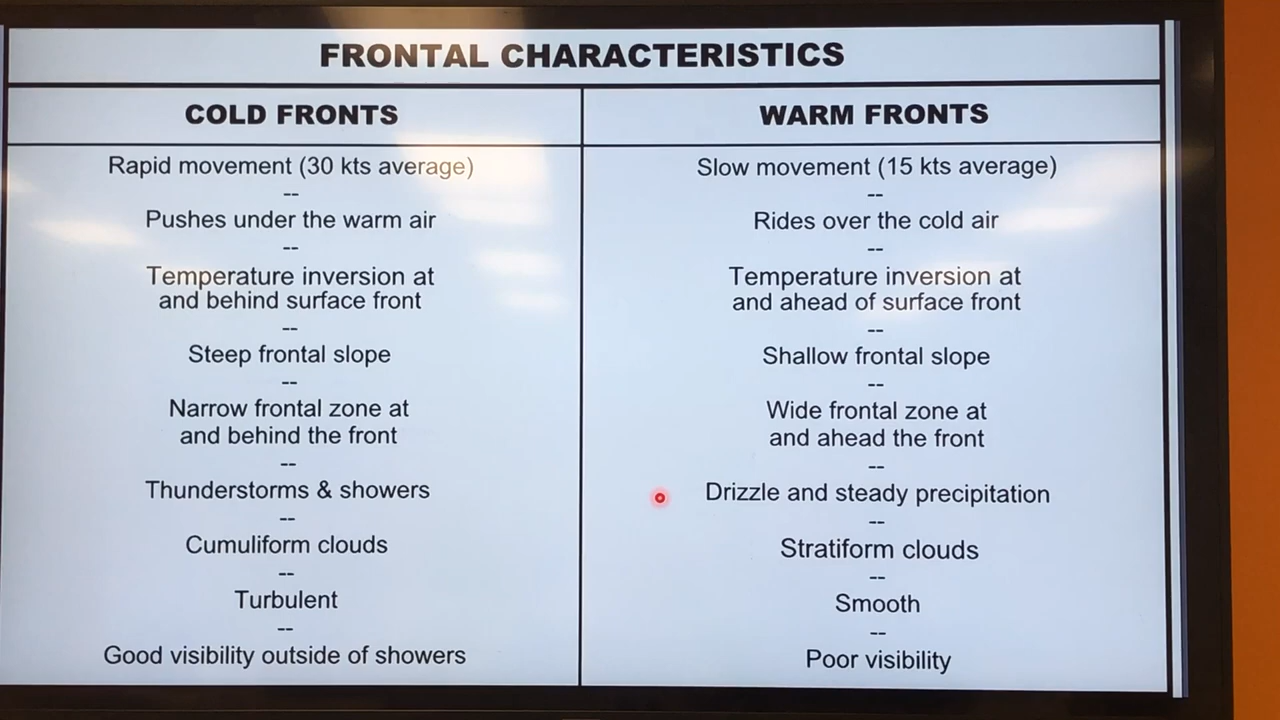 FRONTAL CHARACTERISTICS
COLD FRONTS
Rapid movement (30 kts average)
--
Pushes under the warm air
--
Temperature inversion at
and behind surface front
--
Steep frontal slope
--
Narrow frontal zone at
and behind the front
--
Thunderstorms & showers
--
Cumuliform clouds
--
Turbulent
--
Good visibility outside of showers
WARM FRONTS
Slow movement (15 kts average)
--
Rides over the cold air
--
Temperature inversion at
and ahead of surface front
--
Shallow frontal slope
--
Wide frontal zone at
and ahead the front
--
Drizzle and steady precipitation
--
Stratiform clouds
--
Smooth
--
Poor visibility